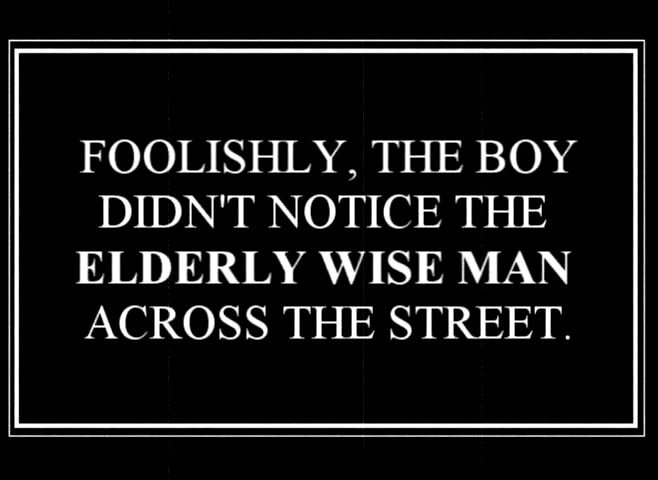 FOOLISHLY, THE BOY
DIDN'T NOTICE THE
ELDERLY WISE MAN
ACROSS THE STREET.